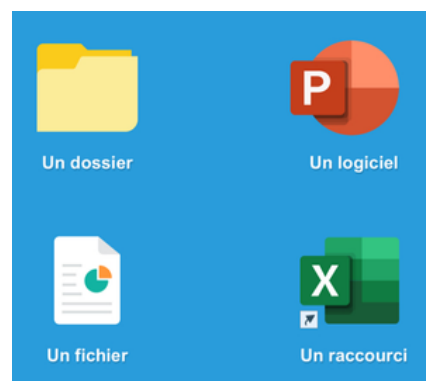 Un dossier
P
Un logiciel
Un fichier
X
Un raccourci